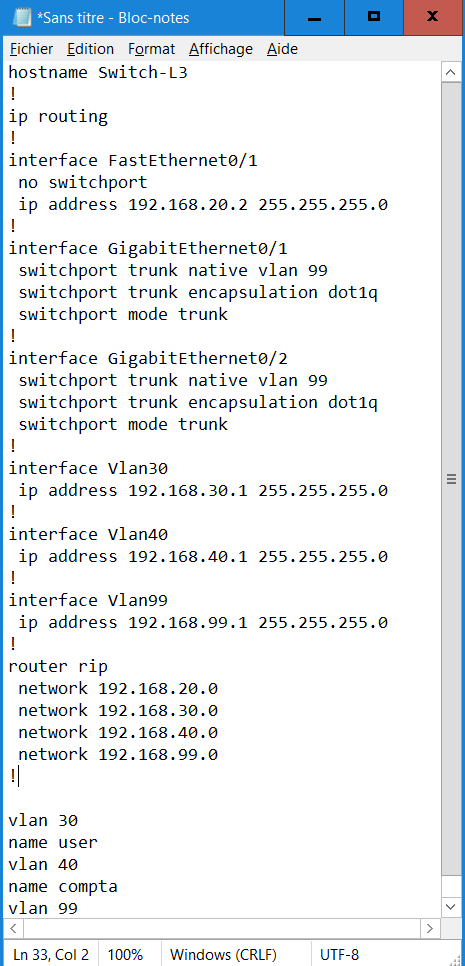 *Sans titre - Bloc-notes
Fichier Edition Format Affichage Aide
hostname Switch-L3
!
ip routing
!
interface FastEthernet0/1
 no switchport
 ip address 192.168.20.2 255.255.255.0
!
interface GigabitEthernet0/1
 switchport trunk native vlan 99
 switchport trunk encapsulation dot1q
 switchport mode trunk
!
interface GigabitEthernet0/2
 switchport trunk native vlan 99
 switchport trunk encapsulation dot1q
 switchport mode trunk
!
interface Vlan30
 ip address 192.168.30.1 255.255.255.0
!
interface Vlan40
 ip address 192.168.40.1 255.255.255.0
!
interface Vlan99
 ip address 192.168.99.1 255.255.255.0
!
router rip
 network 192.168.20.0
 network 192.168.30.0
 network 192.168.40.0
 network 192.168.99.0
!
vlan 30
name user
vlan 40
name compta
vlan 99
Ln 33, Col 2 100% Windows (CRLF) UTF-8